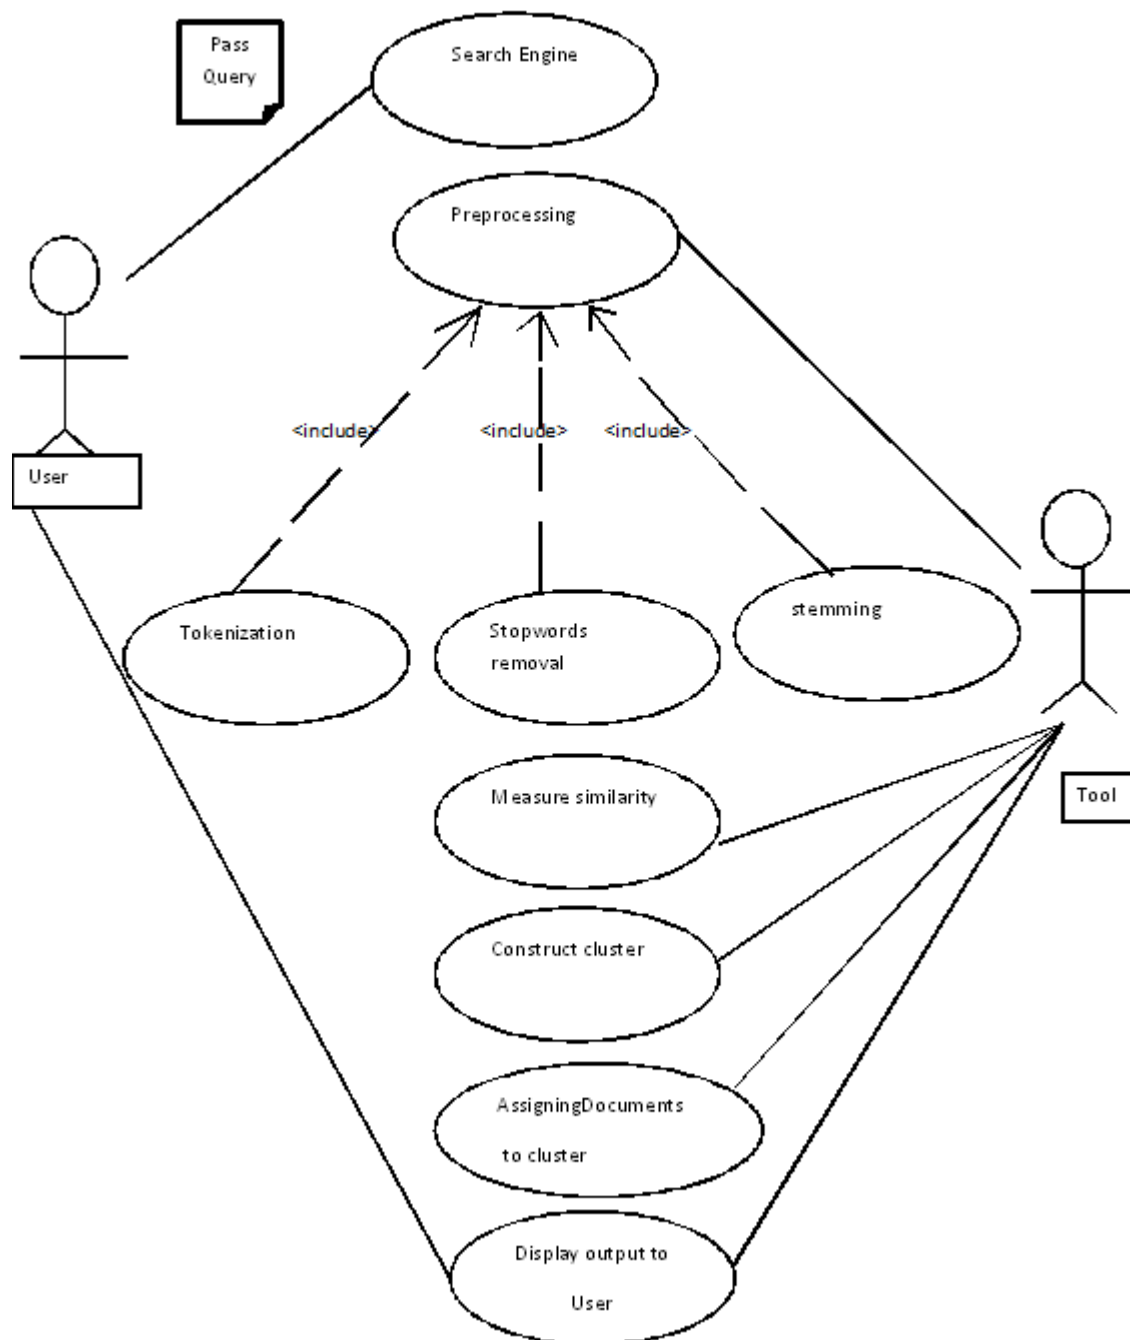 Pass
Query
Search Engine
Preprocessing
<include>
<include>
<include>
User
Tokenization
Stopwords
removal
stemming
Measure similarity
Tool
Construct cluster
AssigningDocuments
to cluster
Display output to
User